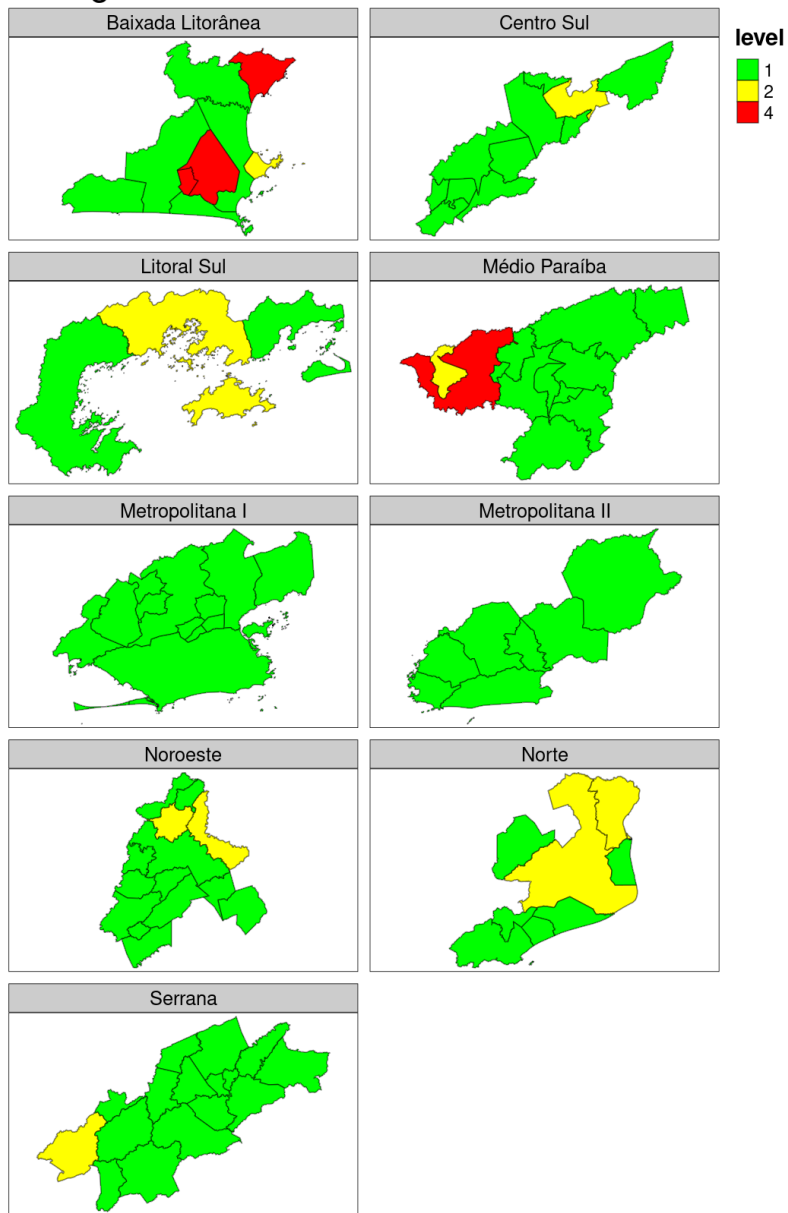 Baixada Litorânea
Centro Sul
level
1
2
4
Litoral Sul
Médio Paraíba
Metropolitana I
Metropolitana II
Noroeste
Norte
Serrana